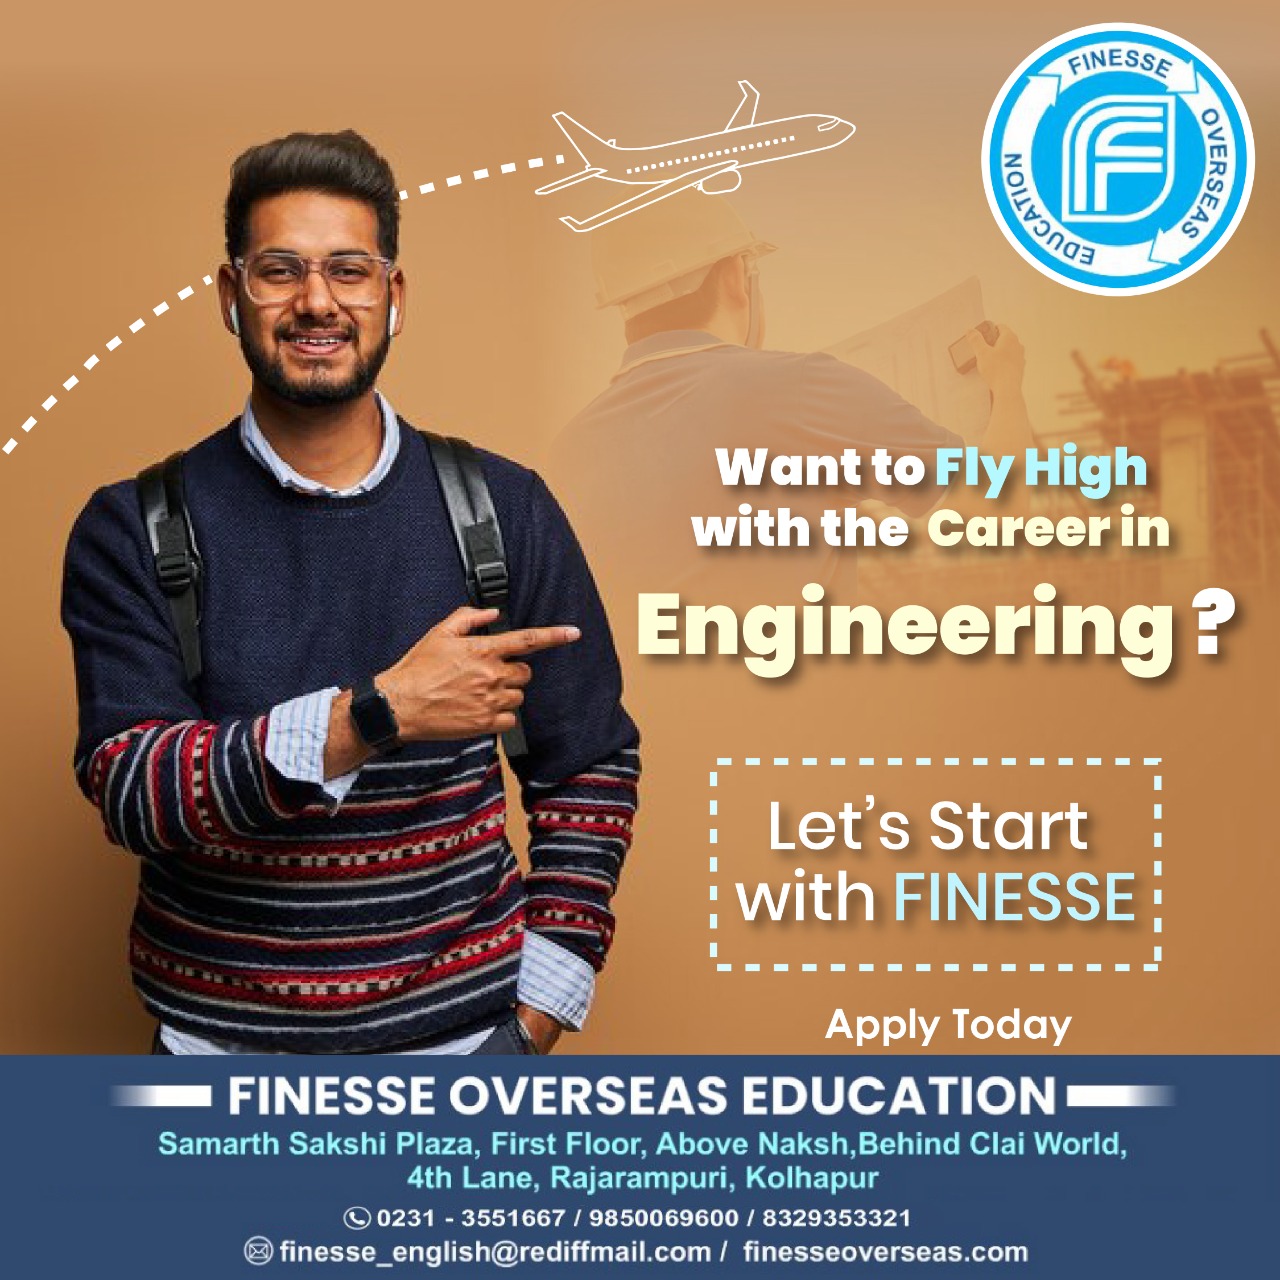 FINESSE
OVERSEAS
EDUCATION
Want to Fly High
with the Career in
Engineering ?
Let's Start
with FINESSE
Apply Today
FINESSE OVERSEAS EDUCATION
Samarth Sakshi Plaza, First Floor, Above Naksh,Behind Clai World,
4th Lane, Rajarampuri, Kolhapur
0231 - 3551667 / 9850069600 / 8329353321
finesse_english@rediffmail.com / finesseoverseas.com